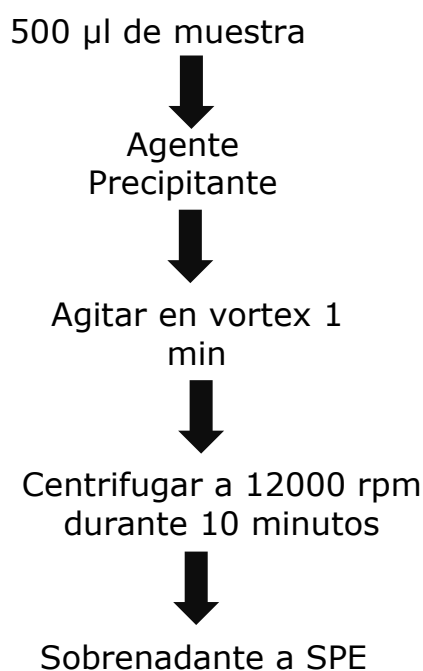 500 µl de muestra
Agente
Precipitante
Agitar en vortex 1
min
Centrifugar a 12000 rpm
durante 10 minutos
Sobrenadante a SPE